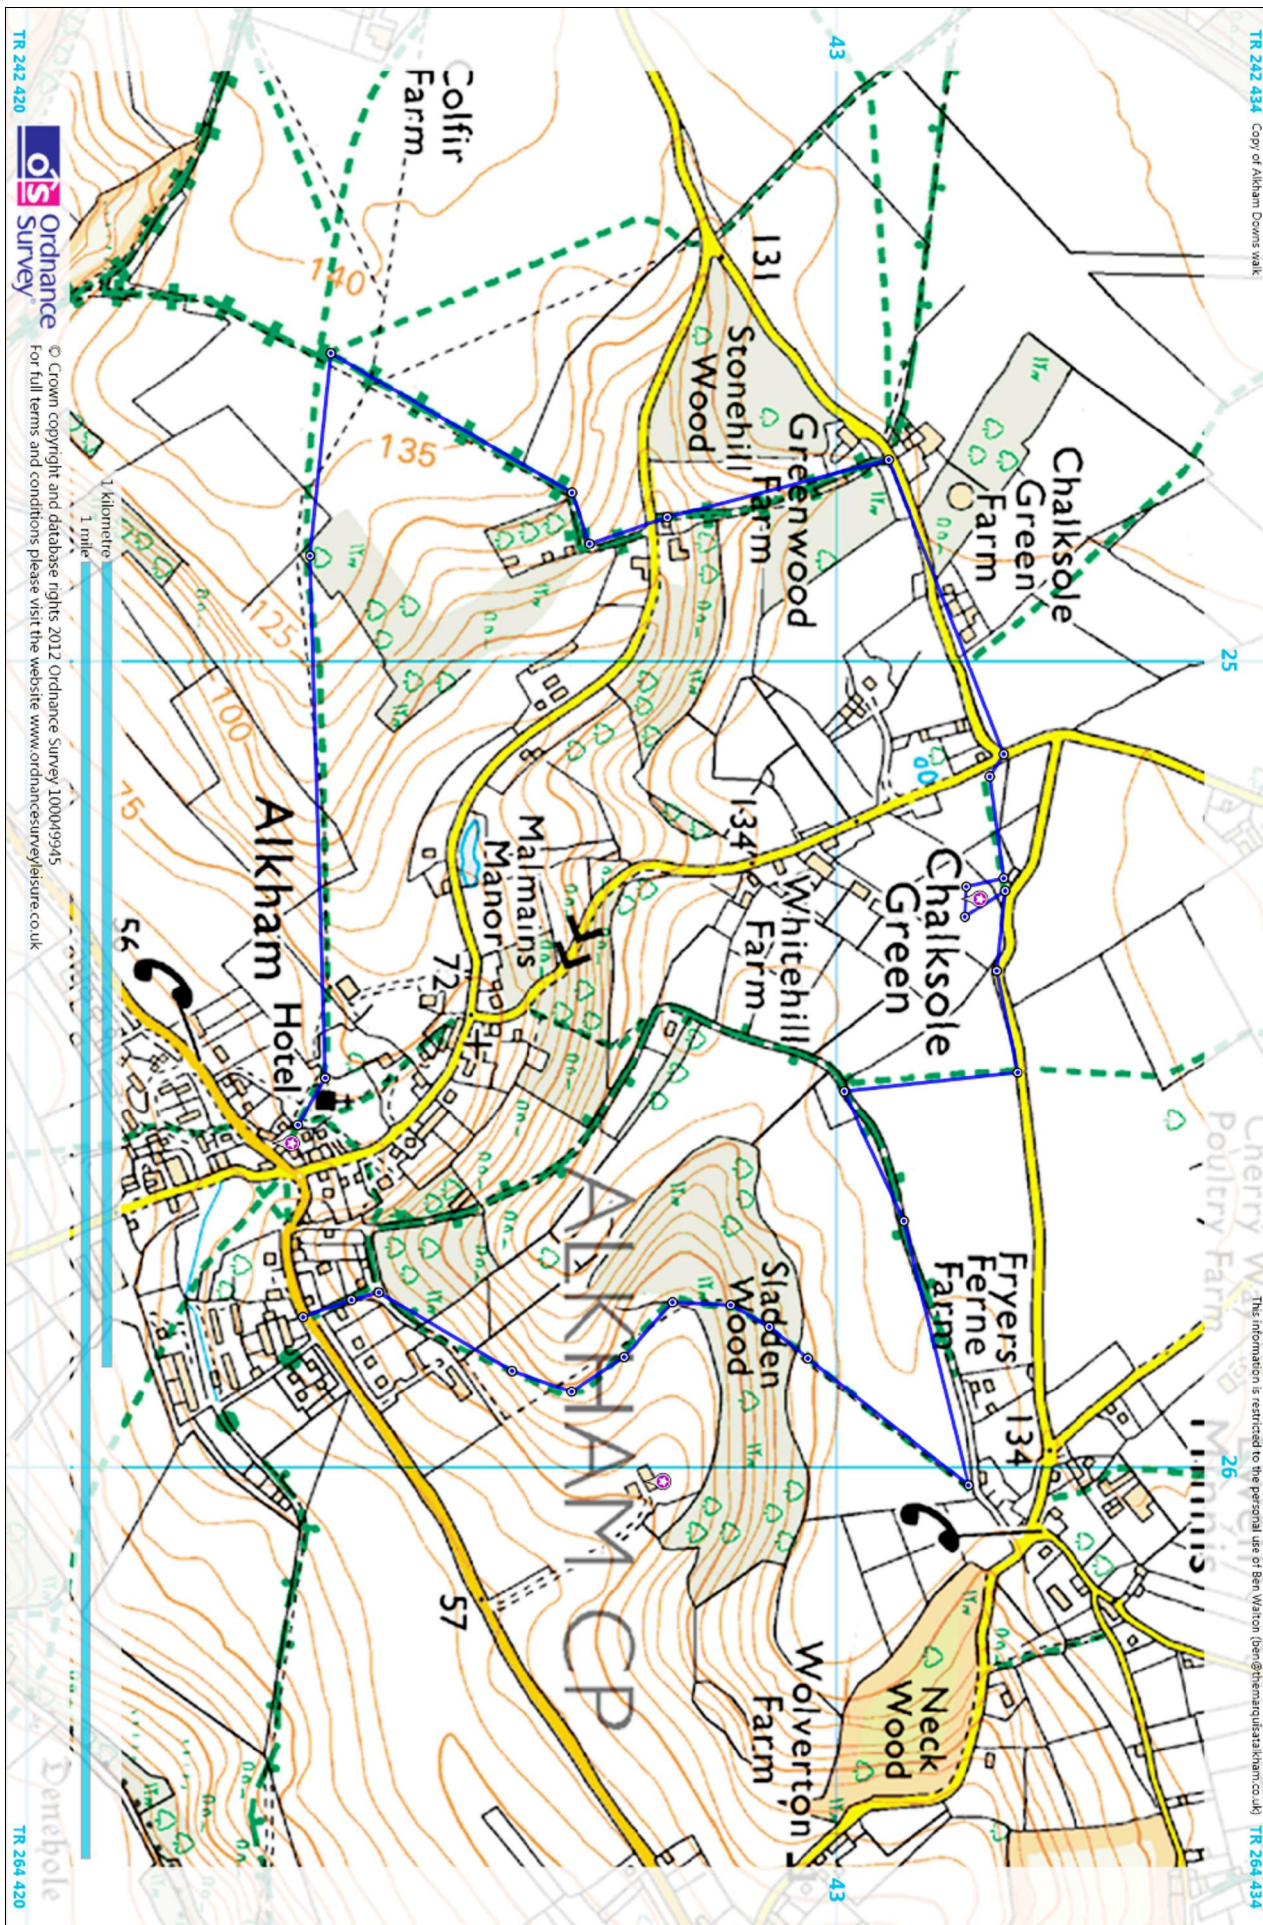 TR 242 434
Copy of Alkham Downs walk
This information is restricted to the personal use of Ben Walton (ben@themarquisatalkham.co.uk)
TR 264 434
25
26
Cherry
Poultry Farm
Minnis
Chalksole
Green
Farm
Fryers
Ferne
Farm
134
Chalksole
Green
Neck
Wood
43
43
131
Stonehill
Wood
Greenwood
Farm
134
Whitehill
Farm
Sladden
Wood
Wolverton
Farm
ALKHAM CP
Malmains
Manor
72
57
Colfir
Farm
140
135
125
100
75
Alkham
Hotel
56
Denehole
1 kilometre
1 mile
OS Ordnance
Survey
© Crown copyright and database rights 2012 Ordnance Survey 100049945
For full terms and conditions please visit the website www.ordnancesurveyleisure.co.uk
TR 242 420
TR 264 420